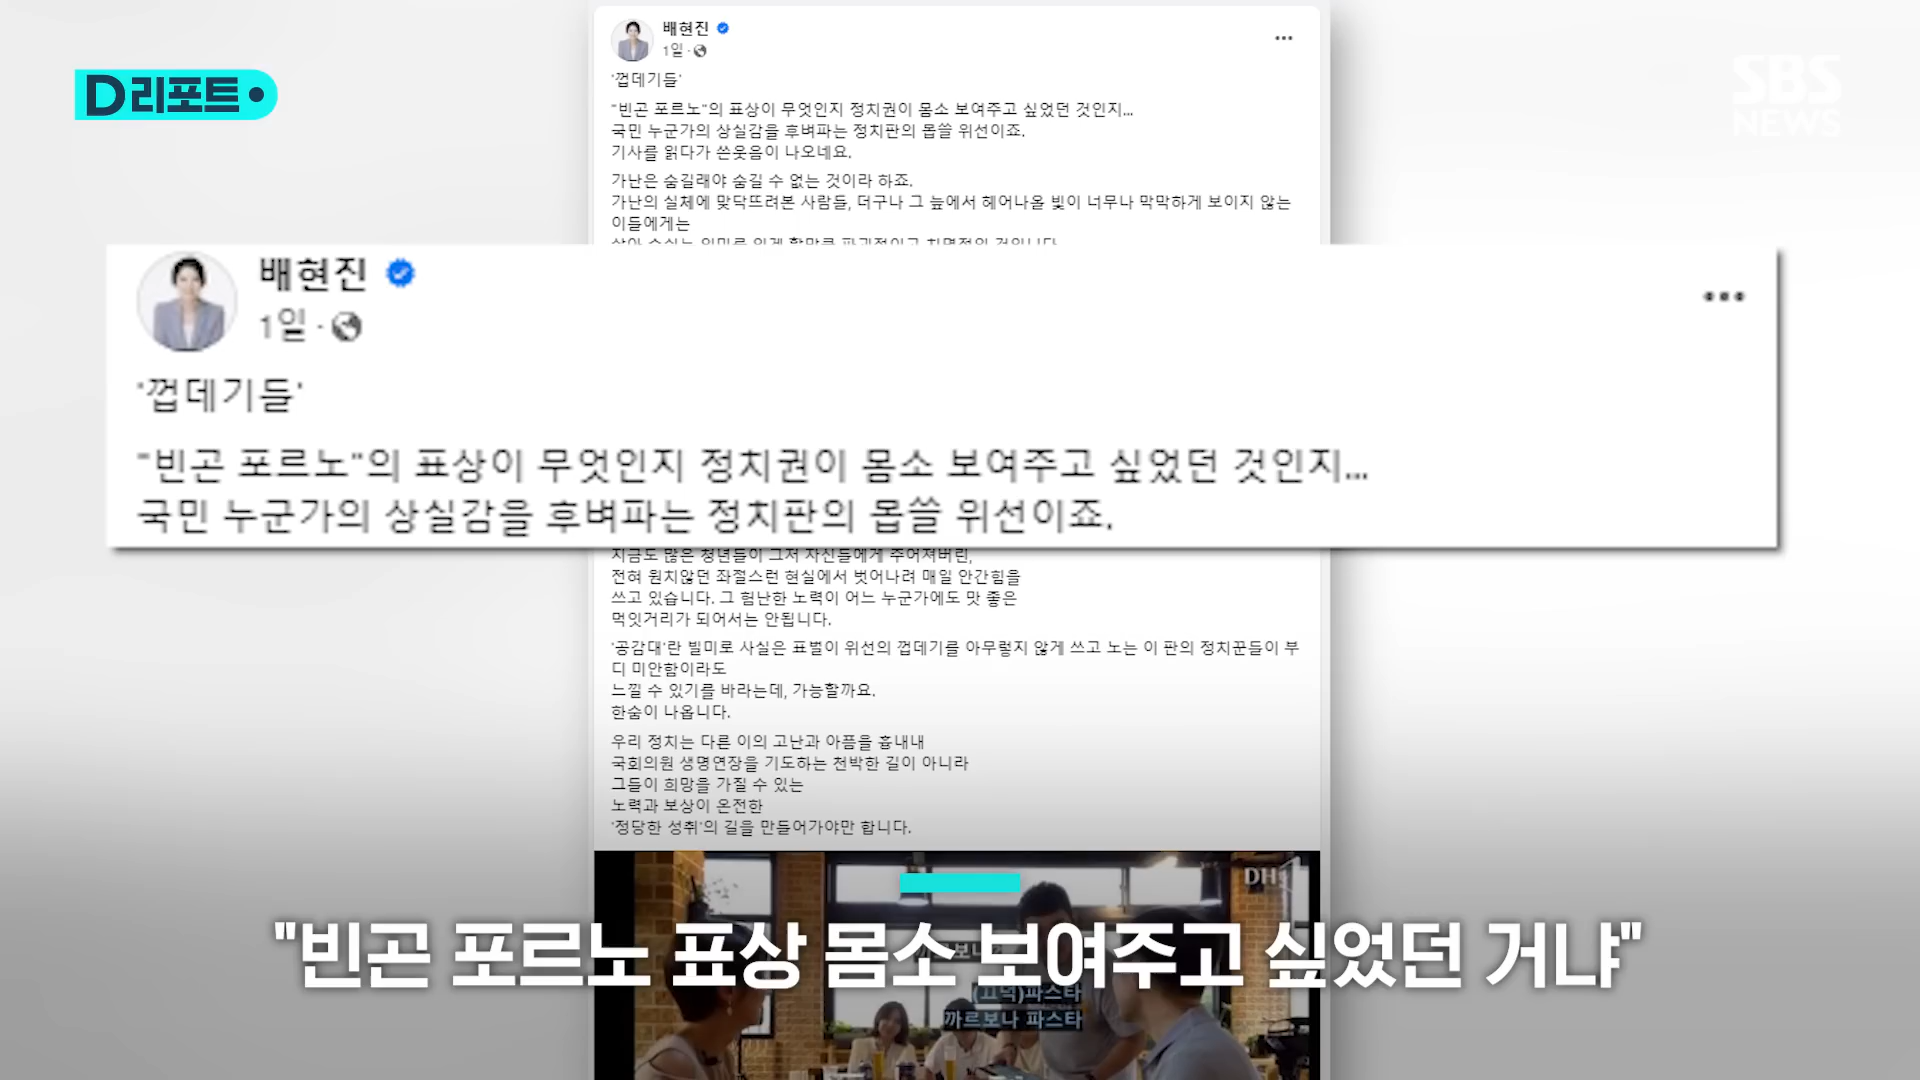 D리포트
SBS
NEWS
배현진
1일
'껍데기들'
"빈곤 포르노"의 표상이 무엇인지 정치권이 몸소 보여주고 싶었던 것인지...
국민 누군가의 상실감을 후벼파는 정치판의 몹쓸 위선이죠.
기사를 읽다가 쓴웃음이 나오네요.
가난은 숨길래야 숨길 수 없는 것이라 하죠.
가난의 실체에 맞닥뜨려본 사람들, 더구나 그 늪에서 헤어나올 빛이 너무나 막막하게 보이지 않는
이들에게는
배현진
1일
'껍데기들'
"빈곤 포르노"의 표상이 무엇인지 정치권이 몸소 보여주고 싶었던 것인지...
국민 누군가의 상실감을 후벼파는 정치판의 몹쓸 위선이죠.
지금도 많은 청년들이 그저 자신들에게 주어져버린,
전혀 원치않던 좌절스런 현실에서 벗어나려 매일 안간힘을
쓰고 있습니다. 그 험난한 노력이 어느 누군가에도 맛 좋은
먹잇거리가 되어서는 안됩니다.
'공감대'란 빌미로 사실은 표벌이 위선의 껍데기를 아무렇지 않게 쓰고 노는 이 판의 정치꾼들이 부
디 미안함이라도
느낄 수 있기를 바라는데, 가능할까요.
한숨이 나옵니다.
우리 정치는 다른 이의 고난과 아픔을 흉내내
국회의원 생명연장을 기도하는 천박한 길이 아니라
그들이 희망을 가질 수 있는
노력과 보상이 온전한
'정당한 성취'의 길을 만들어가야만 합니다.
DH
"빈곤 포르노 표상 몸소 보여주고 싶었던 거냐"
파스타
까르보나 파스타